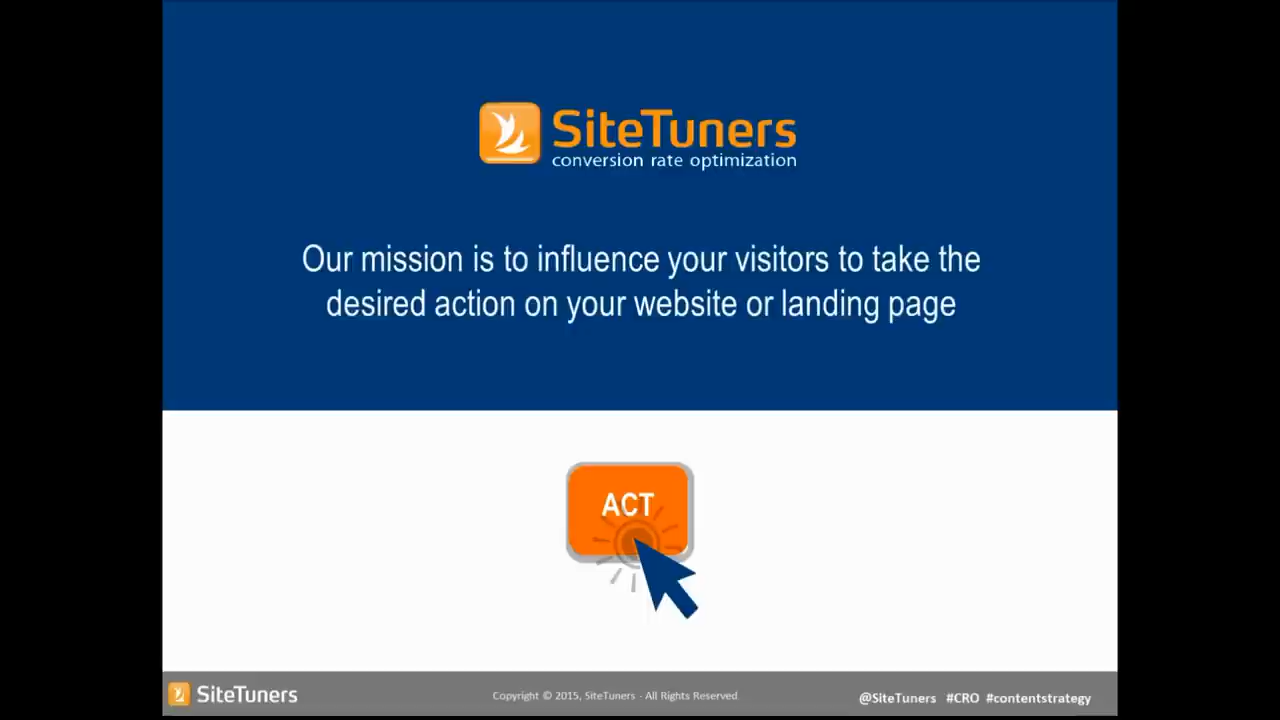 SiteTuners
conversion rate optimization
Our mission is to influence your visitors to take the
desired action on your website or landing page
ACT
SiteTuners
Copyright © 2015, SiteTuners - All Rights Reserved.
@SiteTuners #CRO #contentstrategy